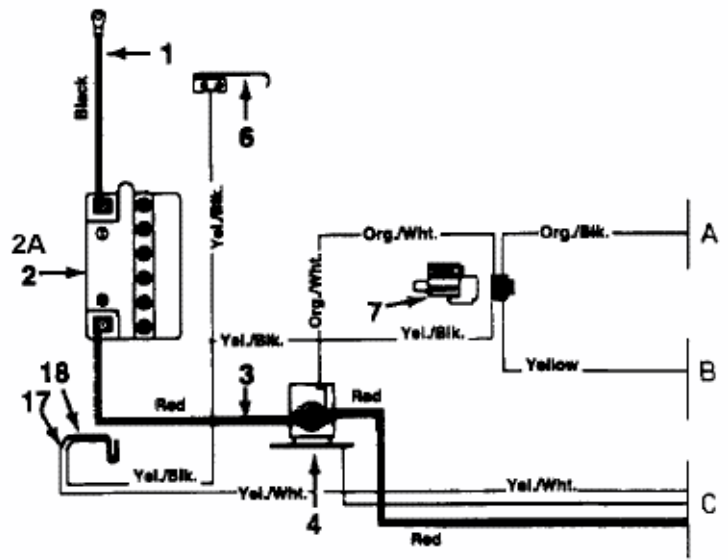 1
Black
6
2A
2
Yel./Blk.
Org./Wht.
Org./Blk.
A
Org./Wht.
7
Yel./Blk.
Yel./Blk.
Yellow
B
18
17
3
Red
Red
Yel./Blk.
Yel./Wht.
4
Yel./Wht.
C
Red